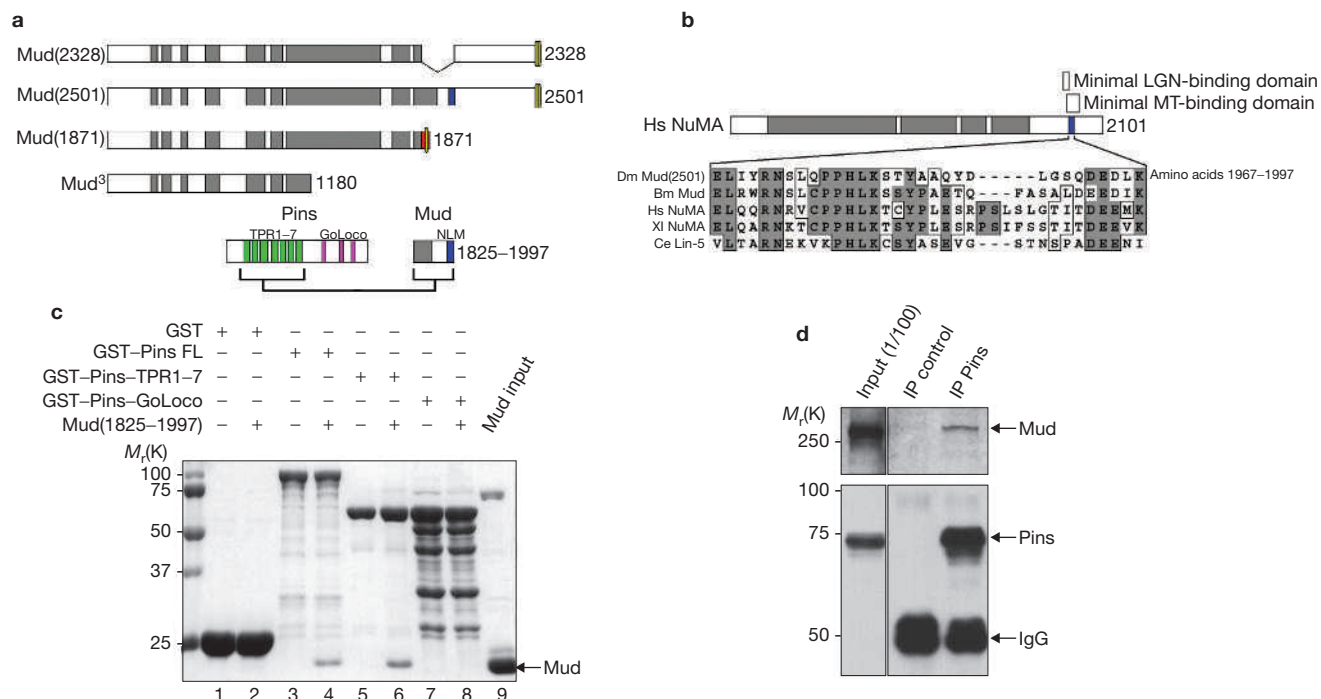 a
Mud(2328)
2328
Mud(2501)
2501
Mud(1871)
1871
Mud³
1180
Pins
Mud
TPR1–7
GoLoco
NLM
1825–1997
b
Minimal LGN-binding domain
Minimal MT-binding domain
Hs NuMA
2101
Dm Mud(2501) ELIYRNSLQPPHLKSTYAAQYD-----LGSQDEDLK Amino acids 1967–1997
Bm Mud ELRWRNSLCPPHLKSSYPAETQ----FASALDEEDIK
Hs NuMA ELQQRNRVCPPHLKTCYPLESRPSLSLGTITDEEMK
Xl NuMA ELQARTKLCPPHLKSSYPLESRPSIFSSTITDEEVK
Ce Lin-5 VLTARNEKVKPHLKCSYASEVG---STNSPADEENI
c
GST + + – – – – – –
GST–Pins FL – – + + – – – –
GST–Pins–TPR1–7 – – – – + + – –
GST–Pins–GoLoco – – – – – – + +
Mud(1825–1997) – + – + – + – +
Mud input
Mr(K)
100
75
50
37
25
Mud
1 2 3 4 5 6 7 8 9
d
Input (1/100)
IP control
IP Pins
Mr(K)
250
Mud
100
75
Pins
50
IgG